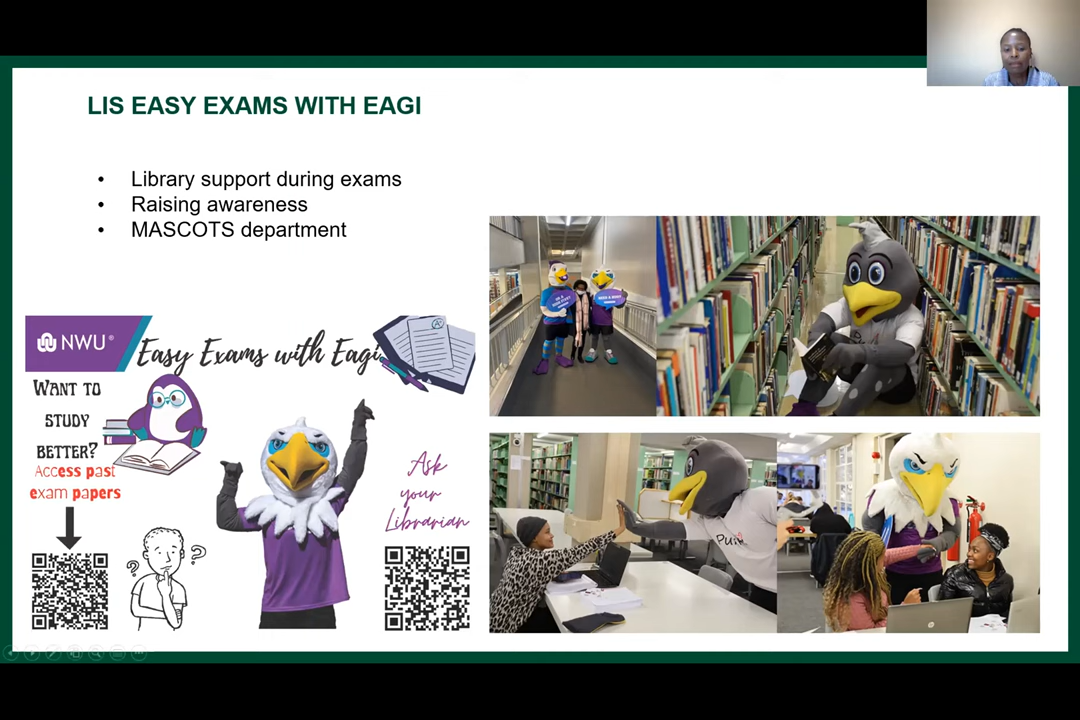 LIS EASY EXAMS WITH EAGI
• Library support during exams
• Raising awareness
• MASCOTS department
NWU®
Easy Exams with Eagi
A+
WANT TO
STUDY
BETTER?
Access past
exam papers
? ?
Ask
your
Librarian